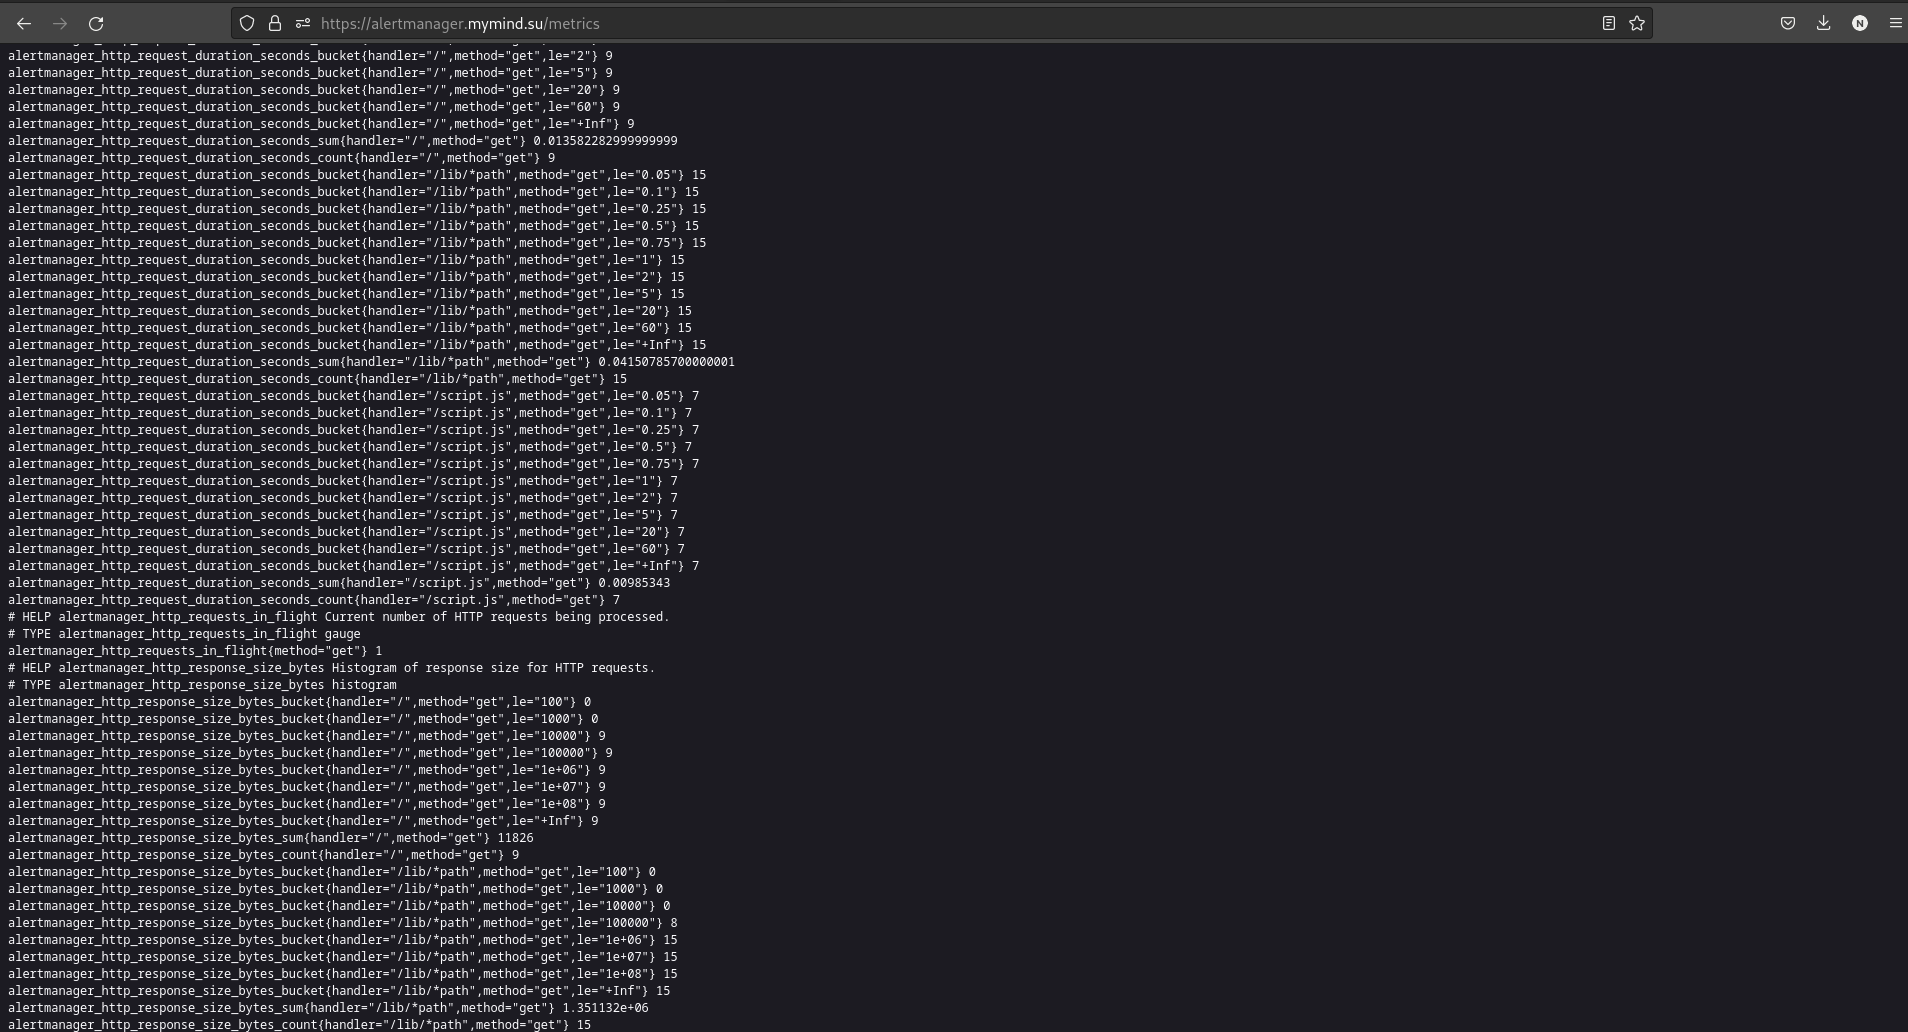 https://alertmanager.mymind.su/metrics
N
alertmanager_http_request_duration_seconds_bucket{handler="/",method="get",le="2"} 9
alertmanager_http_request_duration_seconds_bucket{handler="/",method="get",le="5"} 9
alertmanager_http_request_duration_seconds_bucket{handler="/",method="get",le="20"} 9
alertmanager_http_request_duration_seconds_bucket{handler="/",method="get",le="60"} 9
alertmanager_http_request_duration_seconds_bucket{handler="/",method="get",le="+Inf"} 9
alertmanager_http_request_duration_seconds_sum{handler="/",method="get"} 0.013582282999999999
alertmanager_http_request_duration_seconds_count{handler="/",method="get"} 9
alertmanager_http_request_duration_seconds_bucket{handler="/lib/*path",method="get",le="0.05"} 15
alertmanager_http_request_duration_seconds_bucket{handler="/lib/*path",method="get",le="0.1"} 15
alertmanager_http_request_duration_seconds_bucket{handler="/lib/*path",method="get",le="0.25"} 15
alertmanager_http_request_duration_seconds_bucket{handler="/lib/*path",method="get",le="0.5"} 15
alertmanager_http_request_duration_seconds_bucket{handler="/lib/*path",method="get",le="0.75"} 15
alertmanager_http_request_duration_seconds_bucket{handler="/lib/*path",method="get",le="1"} 15
alertmanager_http_request_duration_seconds_bucket{handler="/lib/*path",method="get",le="2"} 15
alertmanager_http_request_duration_seconds_bucket{handler="/lib/*path",method="get",le="5"} 15
alertmanager_http_request_duration_seconds_bucket{handler="/lib/*path",method="get",le="20"} 15
alertmanager_http_request_duration_seconds_bucket{handler="/lib/*path",method="get",le="60"} 15
alertmanager_http_request_duration_seconds_bucket{handler="/lib/*path",method="get",le="+Inf"} 15
alertmanager_http_request_duration_seconds_sum{handler="/lib/*path",method="get"} 0.04150785700000001
alertmanager_http_request_duration_seconds_count{handler="/lib/*path",method="get"} 15
alertmanager_http_request_duration_seconds_bucket{handler="/script.js",method="get",le="0.05"} 7
alertmanager_http_request_duration_seconds_bucket{handler="/script.js",method="get",le="0.1"} 7
alertmanager_http_request_duration_seconds_bucket{handler="/script.js",method="get",le="0.25"} 7
alertmanager_http_request_duration_seconds_bucket{handler="/script.js",method="get",le="0.5"} 7
alertmanager_http_request_duration_seconds_bucket{handler="/script.js",method="get",le="0.75"} 7
alertmanager_http_request_duration_seconds_bucket{handler="/script.js",method="get",le="1"} 7
alertmanager_http_request_duration_seconds_bucket{handler="/script.js",method="get",le="2"} 7
alertmanager_http_request_duration_seconds_bucket{handler="/script.js",method="get",le="5"} 7
alertmanager_http_request_duration_seconds_bucket{handler="/script.js",method="get",le="20"} 7
alertmanager_http_request_duration_seconds_bucket{handler="/script.js",method="get",le="60"} 7
alertmanager_http_request_duration_seconds_bucket{handler="/script.js",method="get",le="+Inf"} 7
alertmanager_http_request_duration_seconds_sum{handler="/script.js",method="get"} 0.00985343
alertmanager_http_request_duration_seconds_count{handler="/script.js",method="get"} 7
# HELP alertmanager_http_requests_in_flight Current number of HTTP requests being processed.
# TYPE alertmanager_http_requests_in_flight gauge
alertmanager_http_requests_in_flight{method="get"} 1
# HELP alertmanager_http_response_size_bytes Histogram of response size for HTTP requests.
# TYPE alertmanager_http_response_size_bytes histogram
alertmanager_http_response_size_bytes_bucket{handler="/",method="get",le="100"} 0
alertmanager_http_response_size_bytes_bucket{handler="/",method="get",le="1000"} 0
alertmanager_http_response_size_bytes_bucket{handler="/",method="get",le="10000"} 9
alertmanager_http_response_size_bytes_bucket{handler="/",method="get",le="100000"} 9
alertmanager_http_response_size_bytes_bucket{handler="/",method="get",le="1e+06"} 9
alertmanager_http_response_size_bytes_bucket{handler="/",method="get",le="1e+07"} 9
alertmanager_http_response_size_bytes_bucket{handler="/",method="get",le="1e+08"} 9
alertmanager_http_response_size_bytes_bucket{handler="/",method="get",le="+Inf"} 9
alertmanager_http_response_size_bytes_sum{handler="/",method="get"} 11826
alertmanager_http_response_size_bytes_count{handler="/",method="get"} 9
alertmanager_http_response_size_bytes_bucket{handler="/lib/*path",method="get",le="100"} 0
alertmanager_http_response_size_bytes_bucket{handler="/lib/*path",method="get",le="1000"} 0
alertmanager_http_response_size_bytes_bucket{handler="/lib/*path",method="get",le="10000"} 0
alertmanager_http_response_size_bytes_bucket{handler="/lib/*path",method="get",le="100000"} 8
alertmanager_http_response_size_bytes_bucket{handler="/lib/*path",method="get",le="1e+06"} 15
alertmanager_http_response_size_bytes_bucket{handler="/lib/*path",method="get",le="1e+07"} 15
alertmanager_http_response_size_bytes_bucket{handler="/lib/*path",method="get",le="1e+08"} 15
alertmanager_http_response_size_bytes_bucket{handler="/lib/*path",method="get",le="+Inf"} 15
alertmanager_http_response_size_bytes_sum{handler="/lib/*path",method="get"} 1.351132e+06
alertmanager_http_response_size_bytes_count{handler="/lib/*path",method="get"} 15